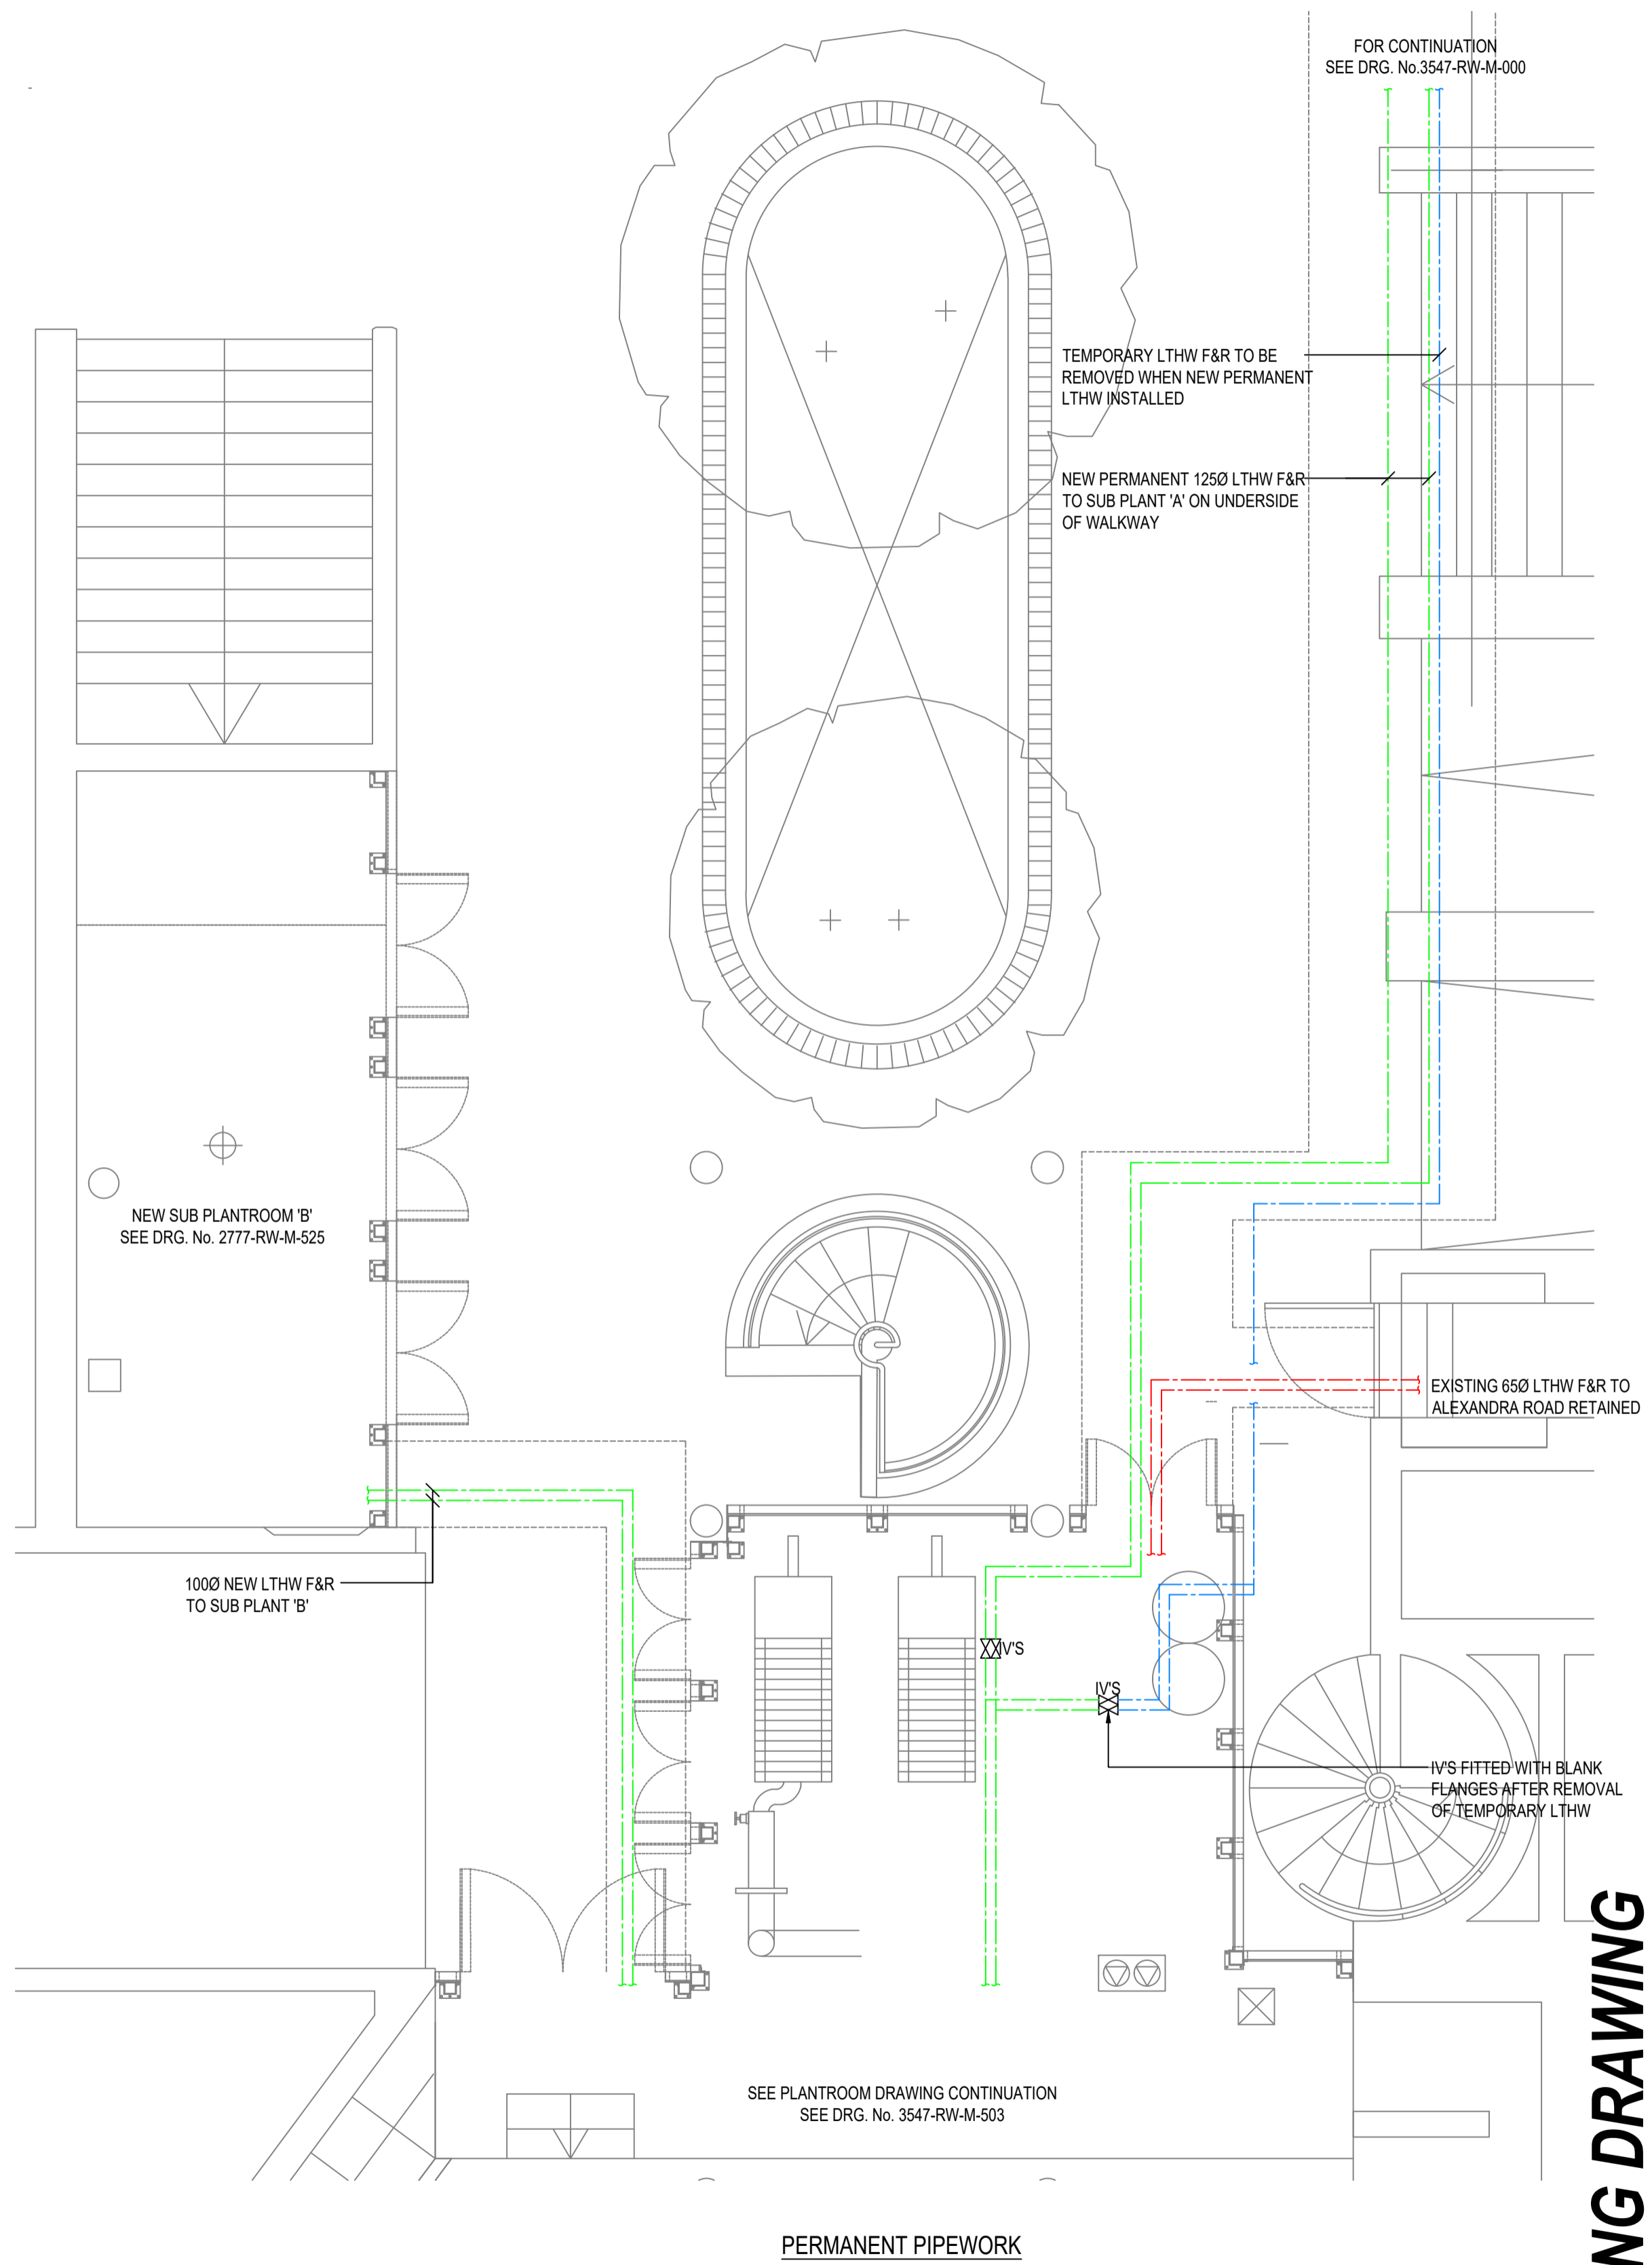 FOR CONTINUATION
SEE DRG. No.3547-RW-M-000
TEMPORARY LTHW F&R TO BE
REMOVED WHEN NEW PERMANENT
LTHW INSTALLED
NEW PERMANENT 125Ø LTHW F&R
TO SUB PLANT 'A' ON UNDERSIDE
OF WALKWAY
NEW SUB PLANTROOM 'B'
SEE DRG. No. 2777-RW-M-525
EXISTING 65Ø LTHW F&R TO
ALEXANDRA ROAD RETAINED
100Ø NEW LTHW F&R
TO SUB PLANT 'B'
IV'S
IV'S
IV'S FITTED WITH BLANK
FLANGES AFTER REMOVAL
OF TEMPORARY LTHW
SEE PLANTROOM DRAWING CONTINUATION
SEE DRG. No. 3547-RW-M-503
PERMANENT PIPEWORK
NG DRAWING